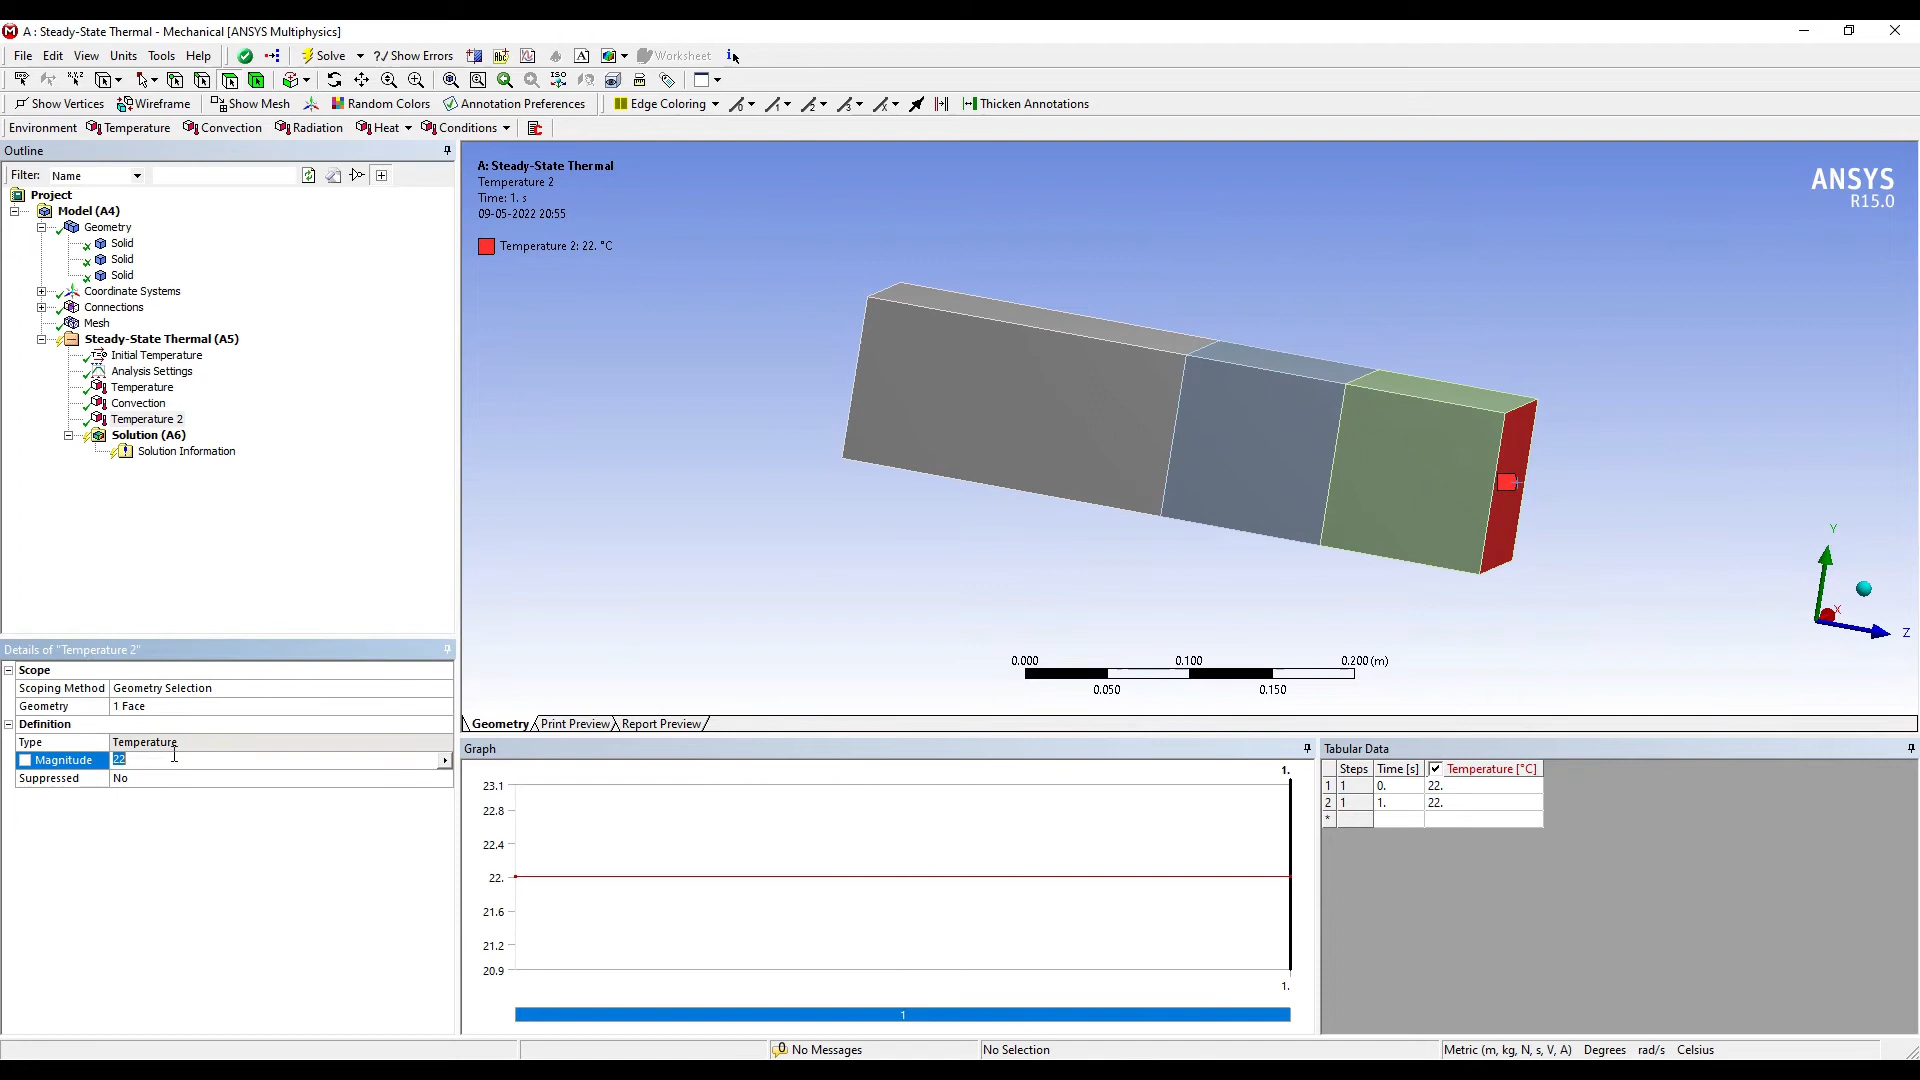 A : Steady-State Thermal - Mechanical [ANSYS Multiphysics]
File Edit View Units Tools Help Solve ?/ Show Errors Worksheet
Show Vertices Wireframe Show Mesh Random Colors Annotation Preferences Edge Coloring Thicken Annotations
Environment Temperature Convection Radiation Heat Conditions
Outline
Filter: Name
Project
Model (A4)
Geometry
Solid
Solid
Solid
Coordinate Systems
Connections
Mesh
Steady-State Thermal (A5)
Initial Temperature
Analysis Settings
Temperature
Convection
Temperature 2
Solution (A6)
Solution Information
Details of "Temperature 2"
Scope
Scoping Method Geometry Selection
Geometry 1 Face
Definition
Type Temperature
Magnitude 22
Suppressed No
A: Steady-State Thermal
Temperature 2
Time: 1. s
09-05-2022 20:55
Temperature 2: 22. °C
ANSYS
R15.0
Y
X
Z
0.000 0.100 0.200 (m)
0.050 0.150
Geometry Print Preview Report Preview
Graph
1.
23.1
22.8
22.4
22.
21.6
21.2
20.9
1.
1
Tabular Data
Steps Time [s] Temperature [°C]
1 1 0. 22.
2 1 1. 22.
*
0 No Messages No Selection Metric (m, kg, N, s, V, A) Degrees rad/s Celsius